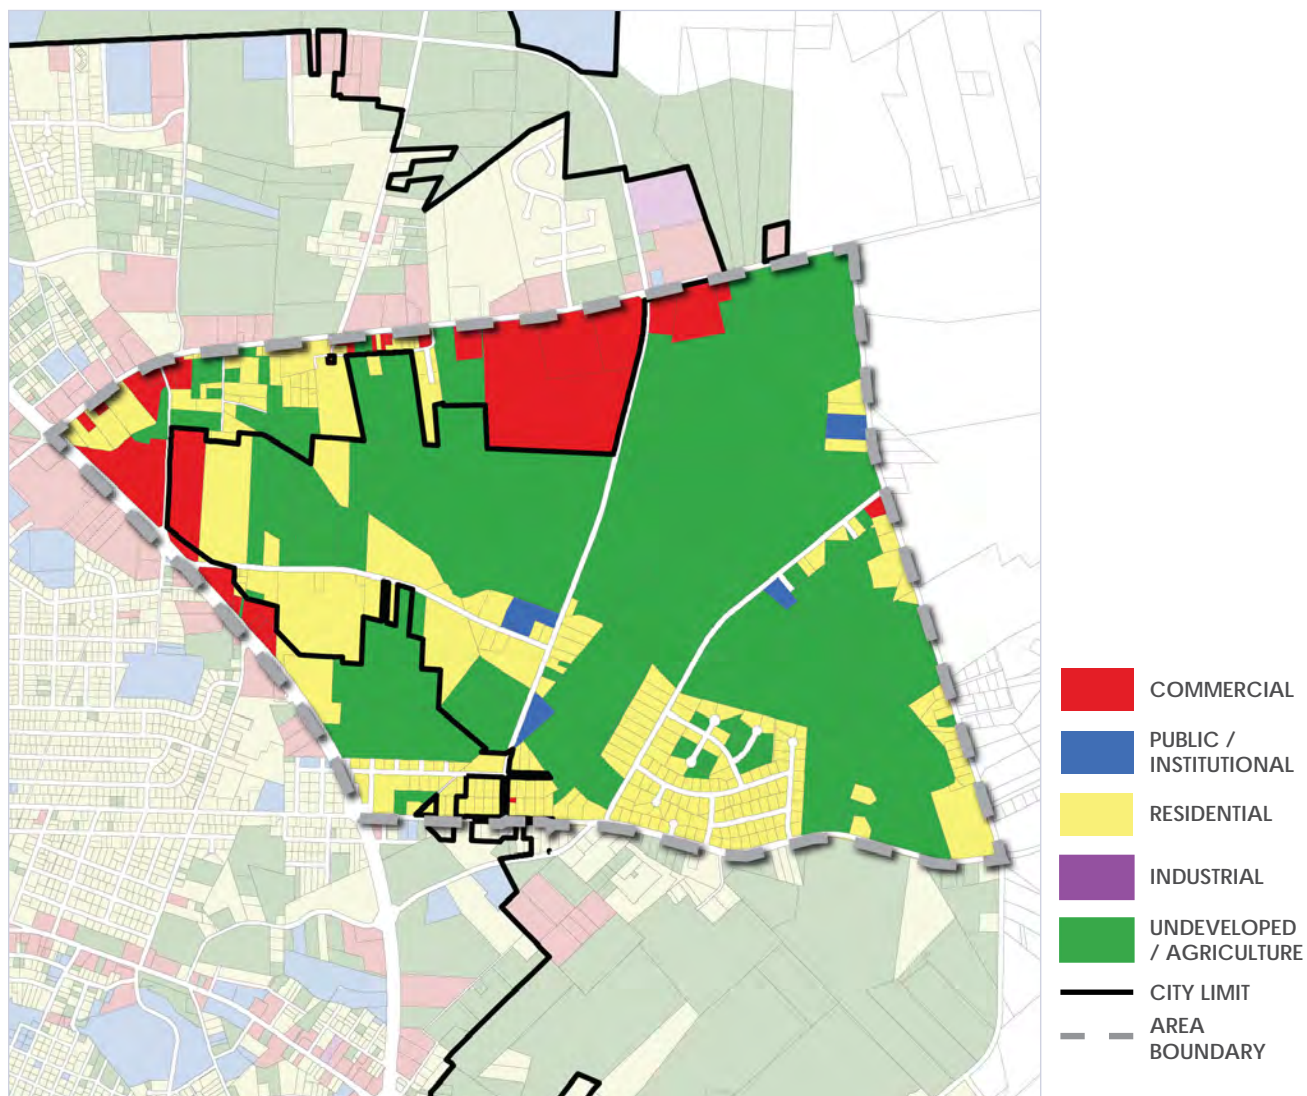 COMMERCIAL
PUBLIC /
INSTITUTIONAL
RESIDENTIAL
INDUSTRIAL
UNDEVELOPED
/ AGRICULTURE
CITY LIMIT
AREA
BOUNDARY